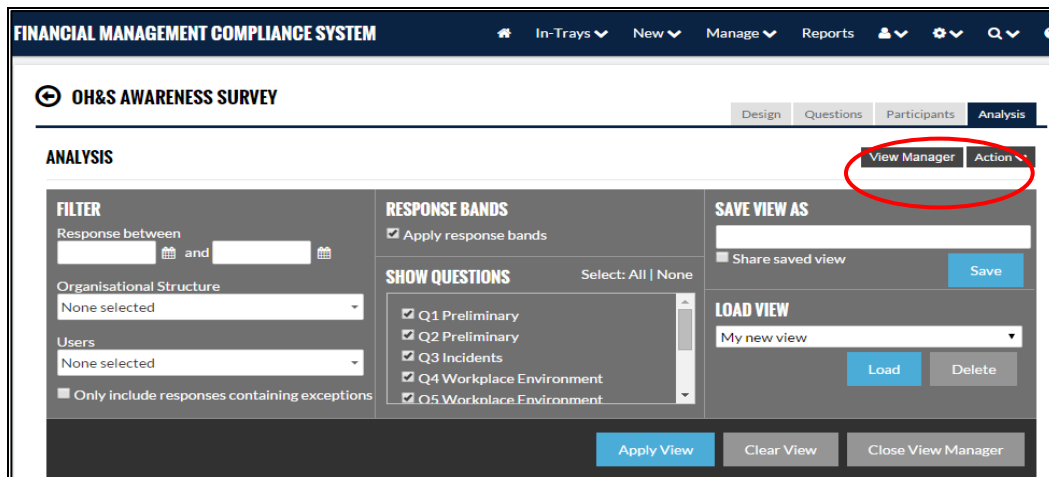 FINANCIAL MANAGEMENT COMPLIANCE SYSTEM
In-Trays New Manage Reports
OH&S AWARENESS SURVEY
Design Questions Participants Analysis
ANALYSIS
View Manager Action
FILTER
Response between
and
Organisational Structure
None selected
Users
None selected
Only include responses containing exceptions
RESPONSE BANDS
Apply response bands
SHOW QUESTIONS Select: All | None
Q1 Preliminary
Q2 Preliminary
Q3 Incidents
Q4 Workplace Environment
Q5 Workplace Environment
SAVE VIEW AS
Share saved view
Save
LOAD VIEW
My new view
Load Delete
Apply View Clear View Close View Manager